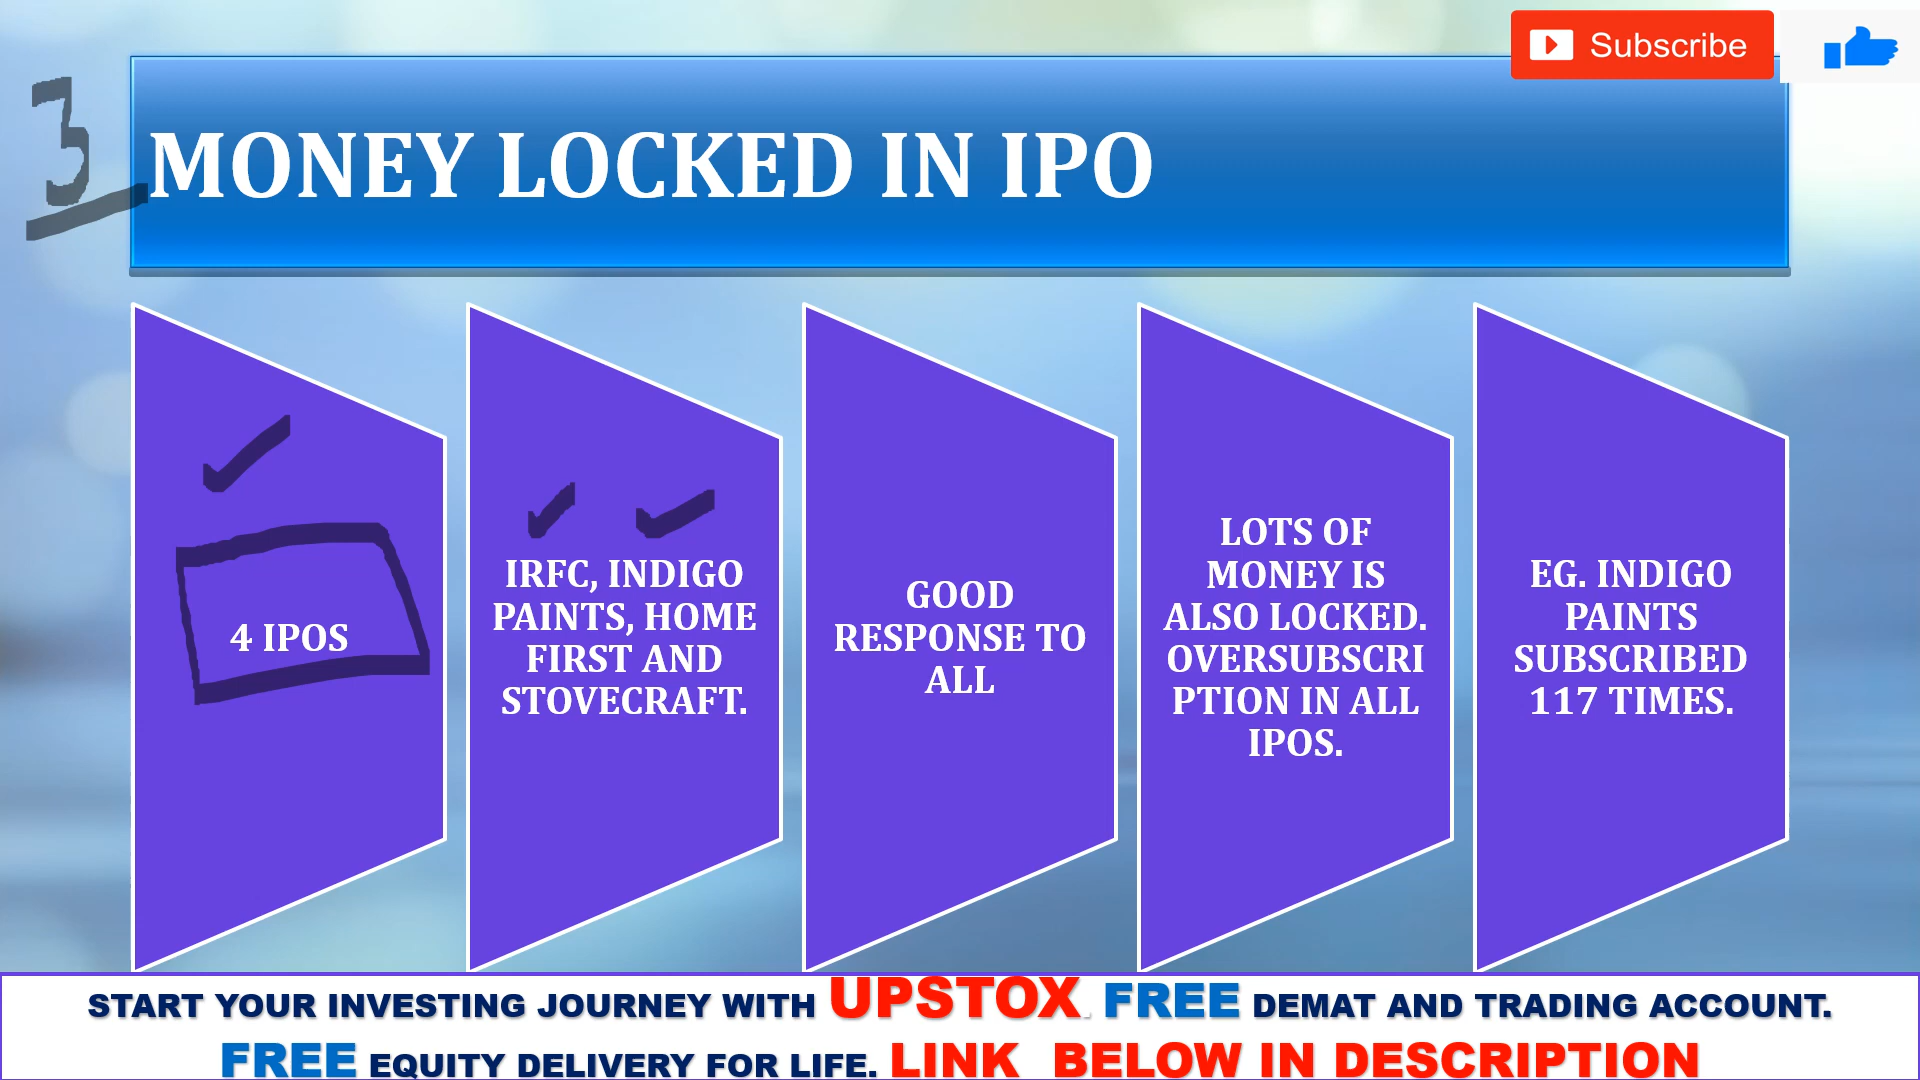 Subscribe
3
MONEY LOCKED IN IPO
4 IPOS
IRFC, INDIGO
PAINTS, HOME
FIRST AND
STOVECRAFT.
GOOD
RESPONSE TO
ALL
LOTS OF
MONEY IS
ALSO LOCKED.
OVERSUBSCRI
PTION IN ALL
IPOS.
EG. INDIGO
PAINTS
SUBSCRIBED
117 TIMES.
START YOUR INVESTING JOURNEY WITH UPSTOX. FREE DEMAT AND TRADING ACCOUNT.
FREE EQUITY DELIVERY FOR LIFE. LINK BELOW IN DESCRIPTION